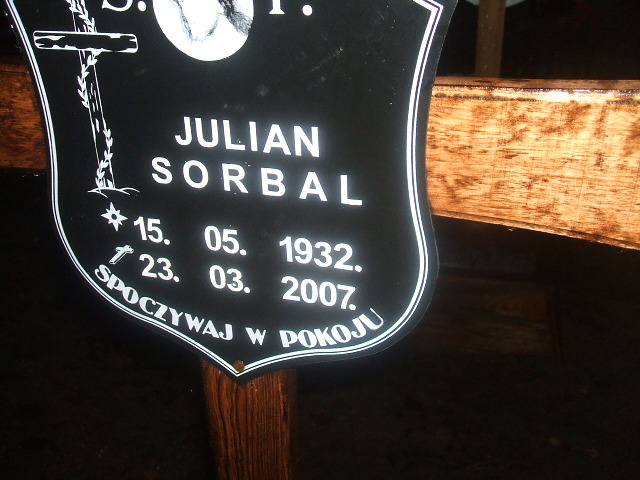 S. P.
JULIAN
SORBAL
15. 05. 1932.
23. 03. 2007.
SPOCZYWAJ W POKOJU